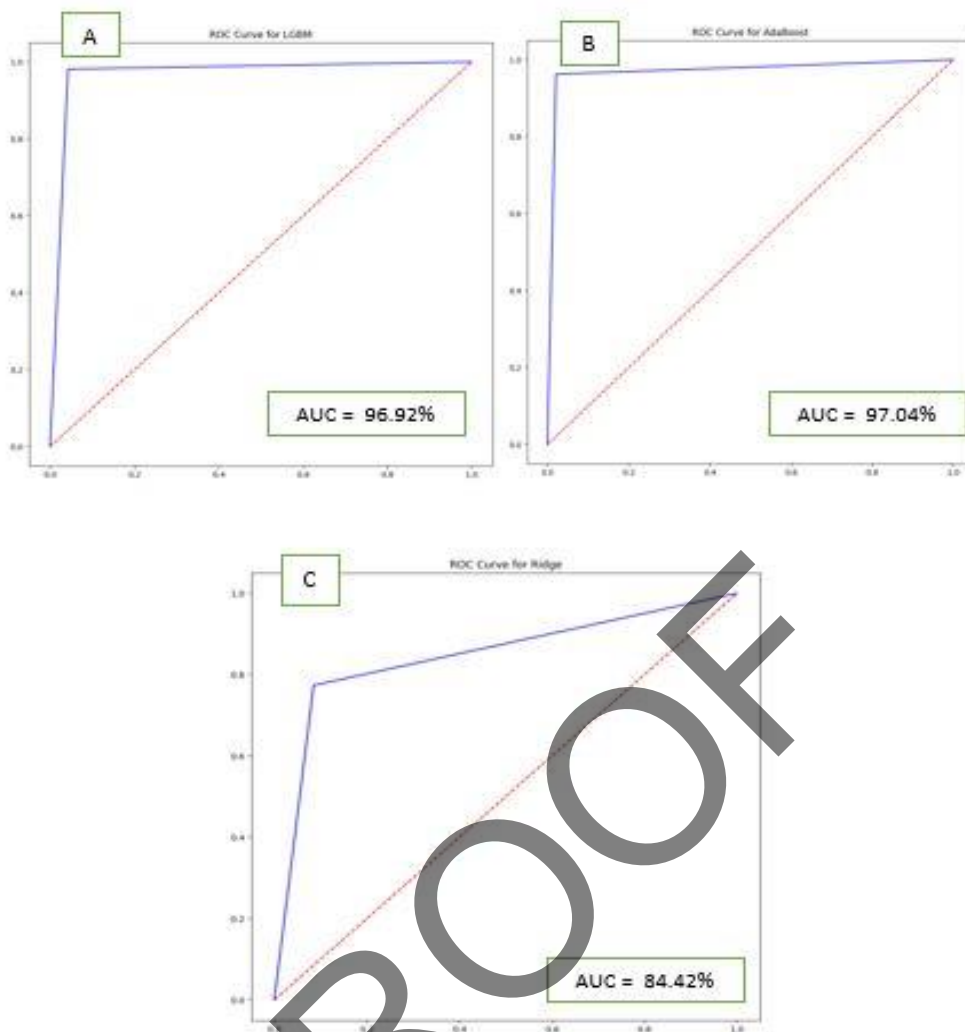 A
ROC Curve for LGBM
1.0
0.8
0.6
0.4
0.2
0.0
AUC = 96.92%
0.0 0.2 0.4 0.6 0.8 1.0
B
ROC Curve for AdaBoost
1.0
0.8
0.6
0.4
0.2
0.0
AUC = 97.04%
0.0 0.2 0.4 0.6 0.8 1.0
C
ROC Curve for Ridge
1.0
0.8
0.6
0.4
0.2
0.0
AUC = 84.42%
0.4 0.6 0.8 1.0
ROOF